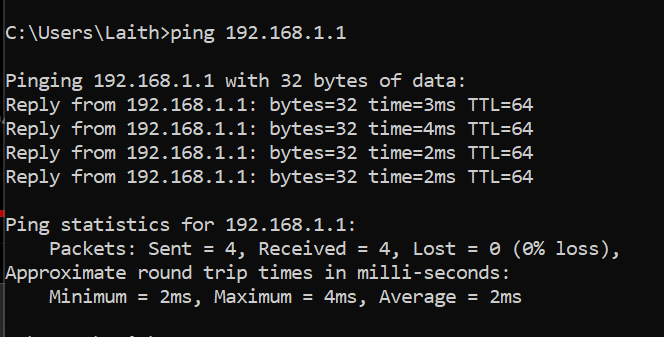 C:\Users\Laith>ping 192.168.1.1
Pinging 192.168.1.1 with 32 bytes of data:
Reply from 192.168.1.1: bytes=32 time=3ms TTL=64
Reply from 192.168.1.1: bytes=32 time=4ms TTL=64
Reply from 192.168.1.1: bytes=32 time=2ms TTL=64
Reply from 192.168.1.1: bytes=32 time=2ms TTL=64
Ping statistics for 192.168.1.1:
    Packets: Sent = 4, Received = 4, Lost = 0 (0% loss),
Approximate round trip times in milli-seconds:
    Minimum = 2ms, Maximum = 4ms, Average = 2ms